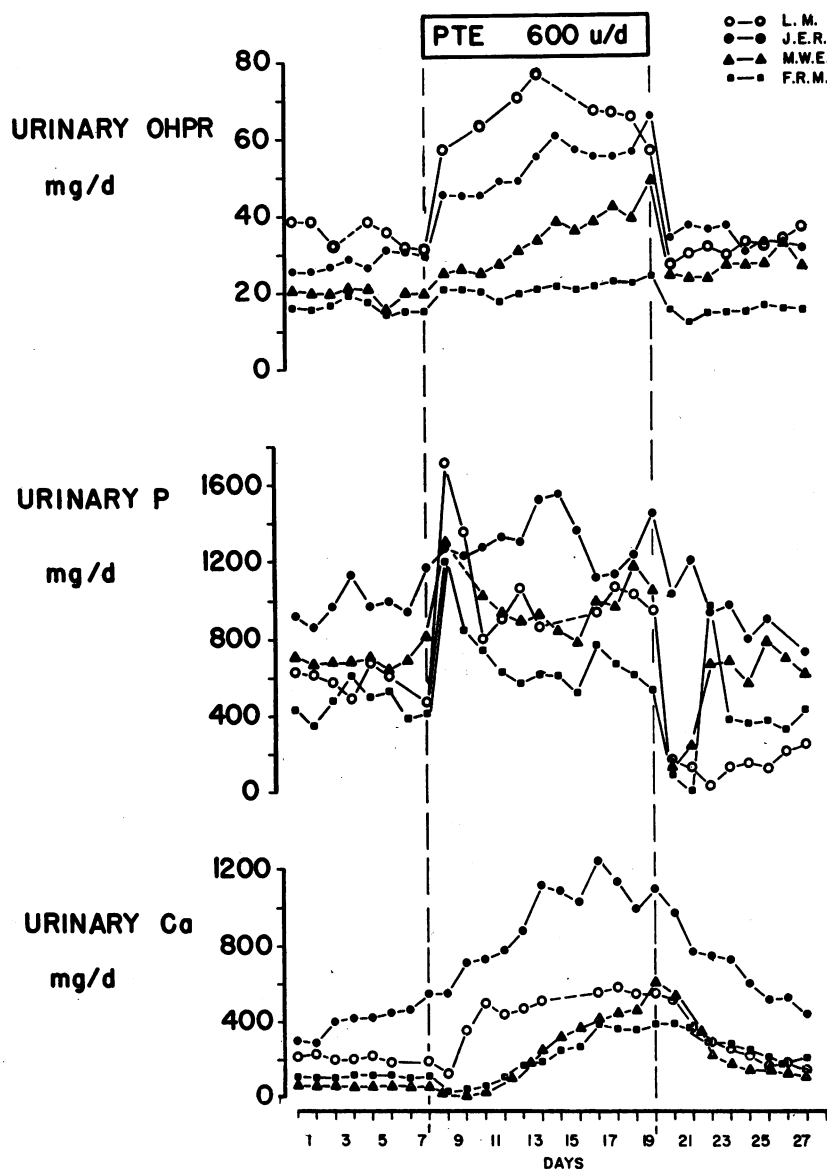 PTE 600 u/d
L. M.
J.E.R.
M.W.E.
F.R.M.
URINARY OHPR
mg/d
80
60
40
20
0
URINARY P
mg/d
1600
1200
800
400
0
URINARY Ca
mg/d
1200
800
400
0
1 3 5 7 9 11 13 15 17 19 21 23 25 27
DAYS